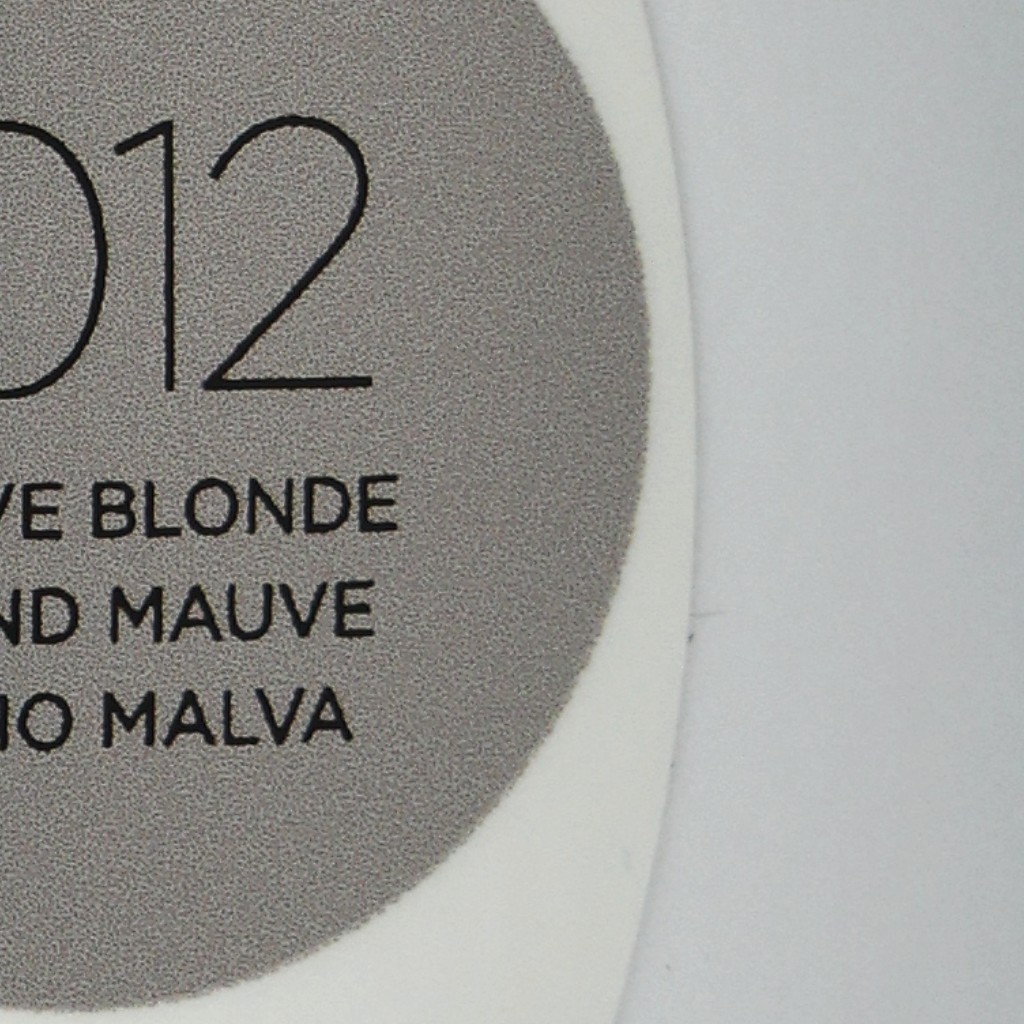 012
VE BLONDE
ND MAUVE
IO MALVA